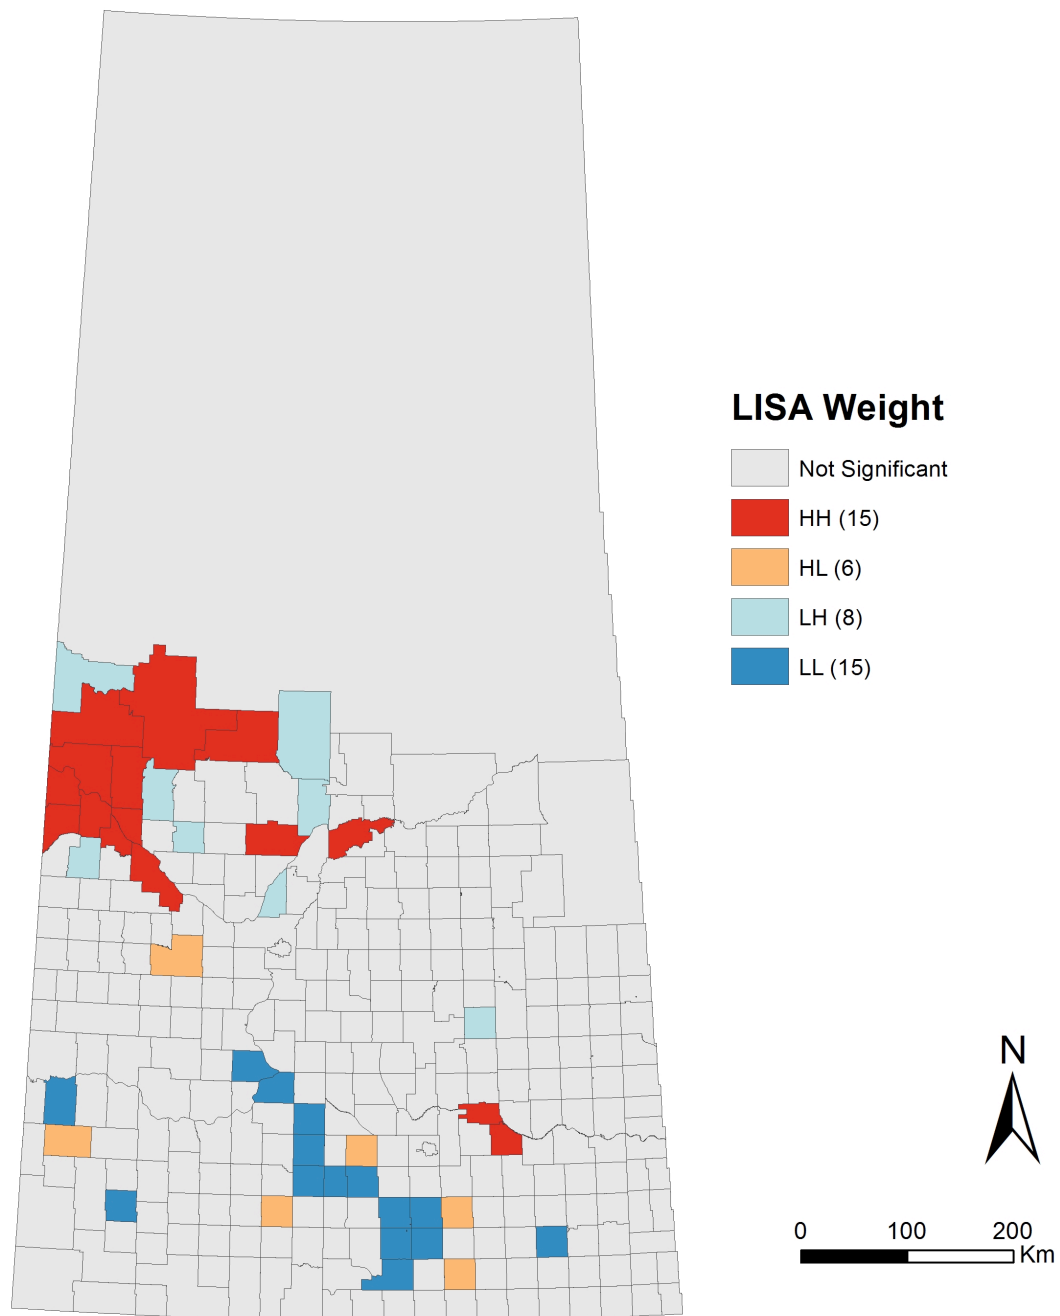 LISA Weight
Not Significant
HH (15)
HL (6)
LH (8)
LL (15)
N
0 100 200
Km